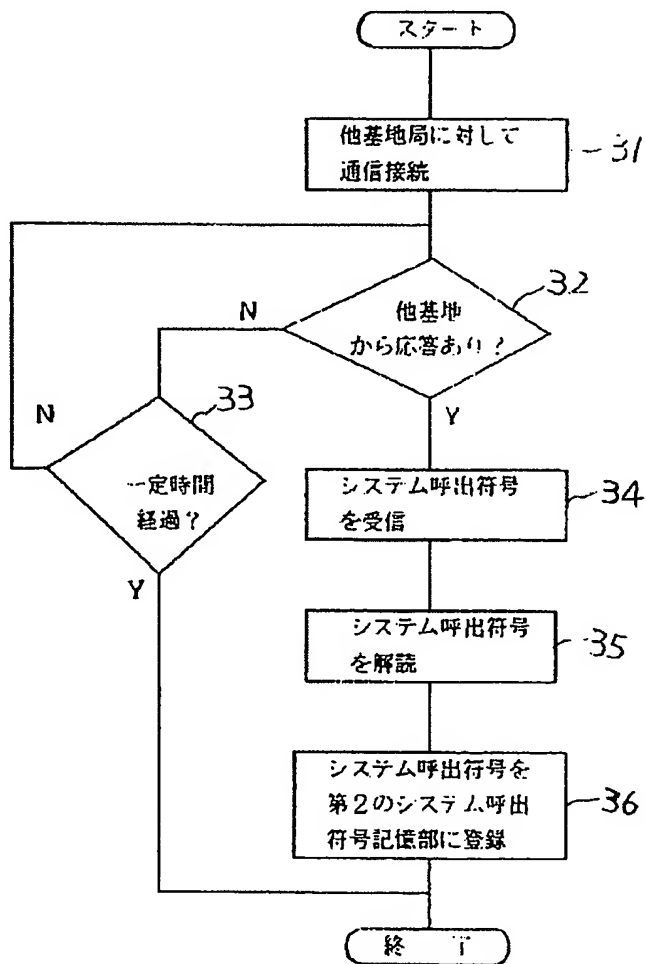 スタート
他基地局に対して
通信接続
31
他基地
から応答あり?
32
N
Y
一定時間
経過?
33
N
Y
システム呼出符号
を受信
34
システム呼出符号
を解読
35
システム呼出符号を
第2のシステム呼出
符号記憶部に登録
36
終 了